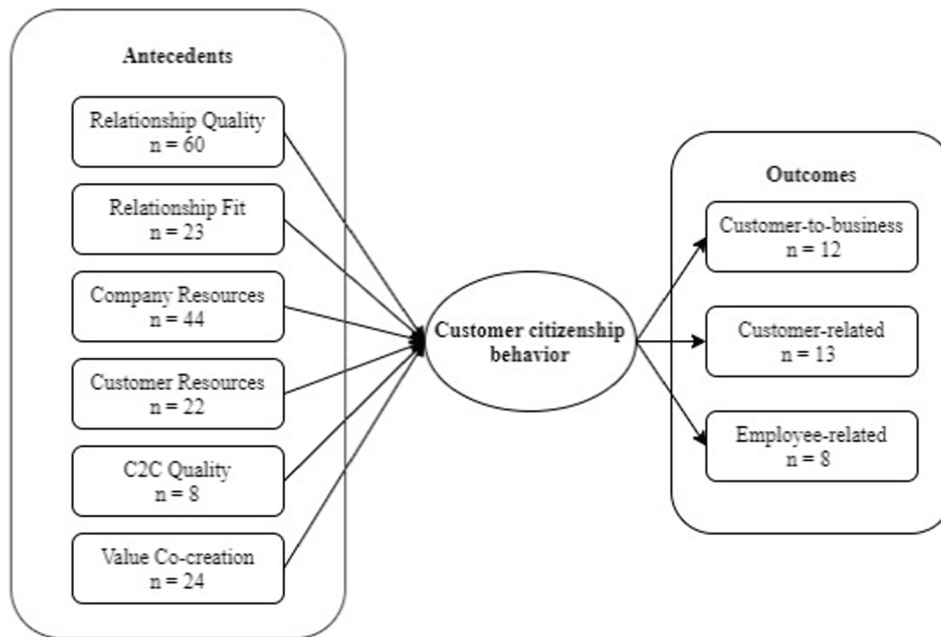 Antecedents
Relationship Quality
n = 60
Relationship Fit
n = 23
Company Resources
n = 44
Customer Resources
n = 22
C2C Quality
n = 8
Value Co-creation
n = 24
Customer citizenship
behavior
Outcomes
Customer-to-business
n = 12
Customer-related
n = 13
Employee-related
n = 8